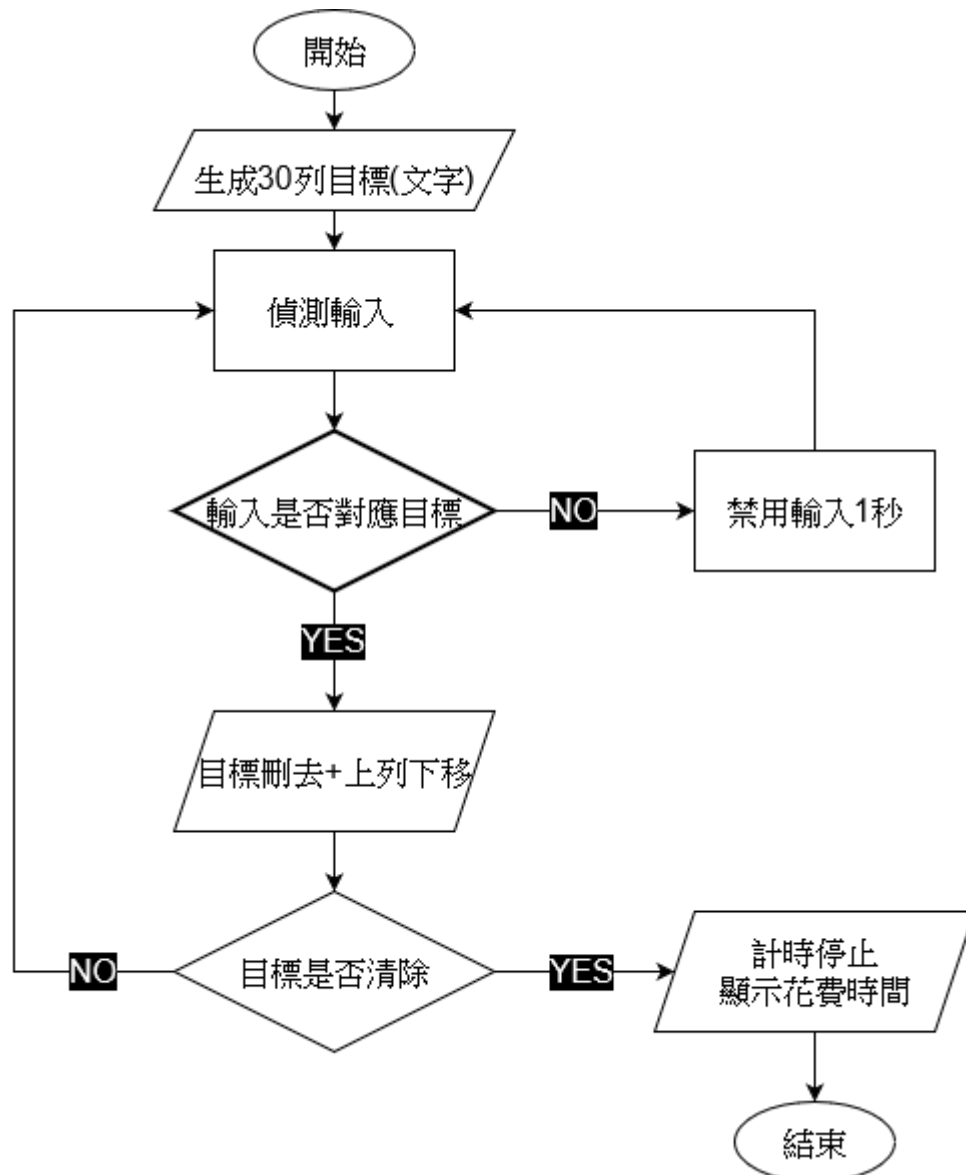 開始
生成30列目標(文字)
偵測輸入
輸入是否對應目標
NO
禁用輸入1秒
YES
目標刪去+上列下移
目標是否清除
NO
YES
計時停止
顯示花費時間
結束